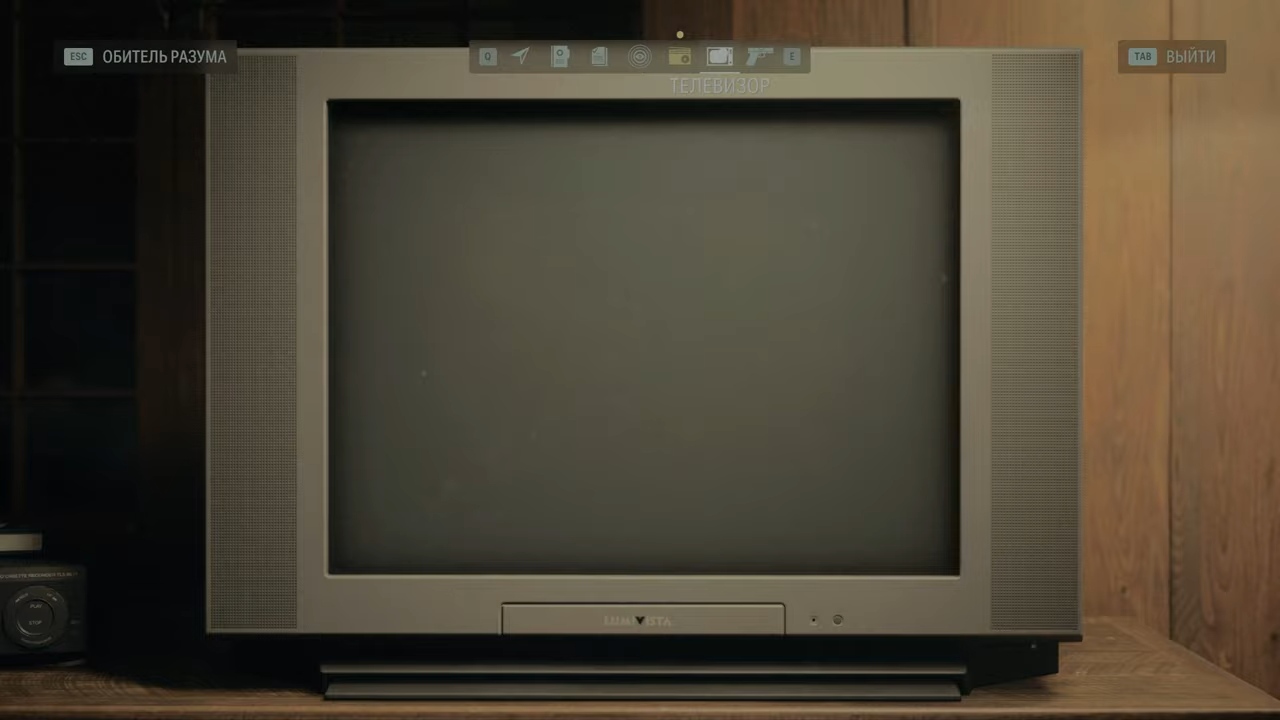 ESC ОБИТЕЛЬ РАЗУМА
Q
E
TAB ВЫЙТИ
ТЕЛЕВИЗОР
PLAY
STOP